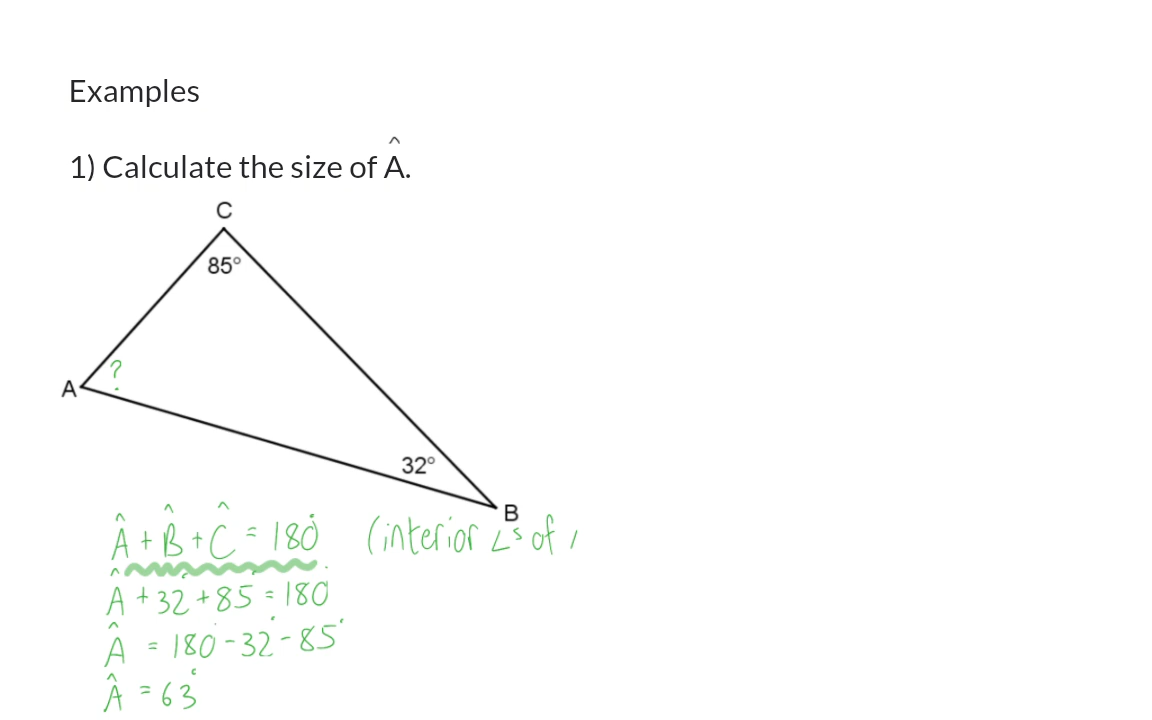 Examples
1) Calculate the size of Â.
C
85°
?
A
32°
B
Â + B̂ + Ĉ = 180° (interior ∠s of
Â + 32° + 85° = 180°
Â = 180° - 32° - 85°
Â = 63°